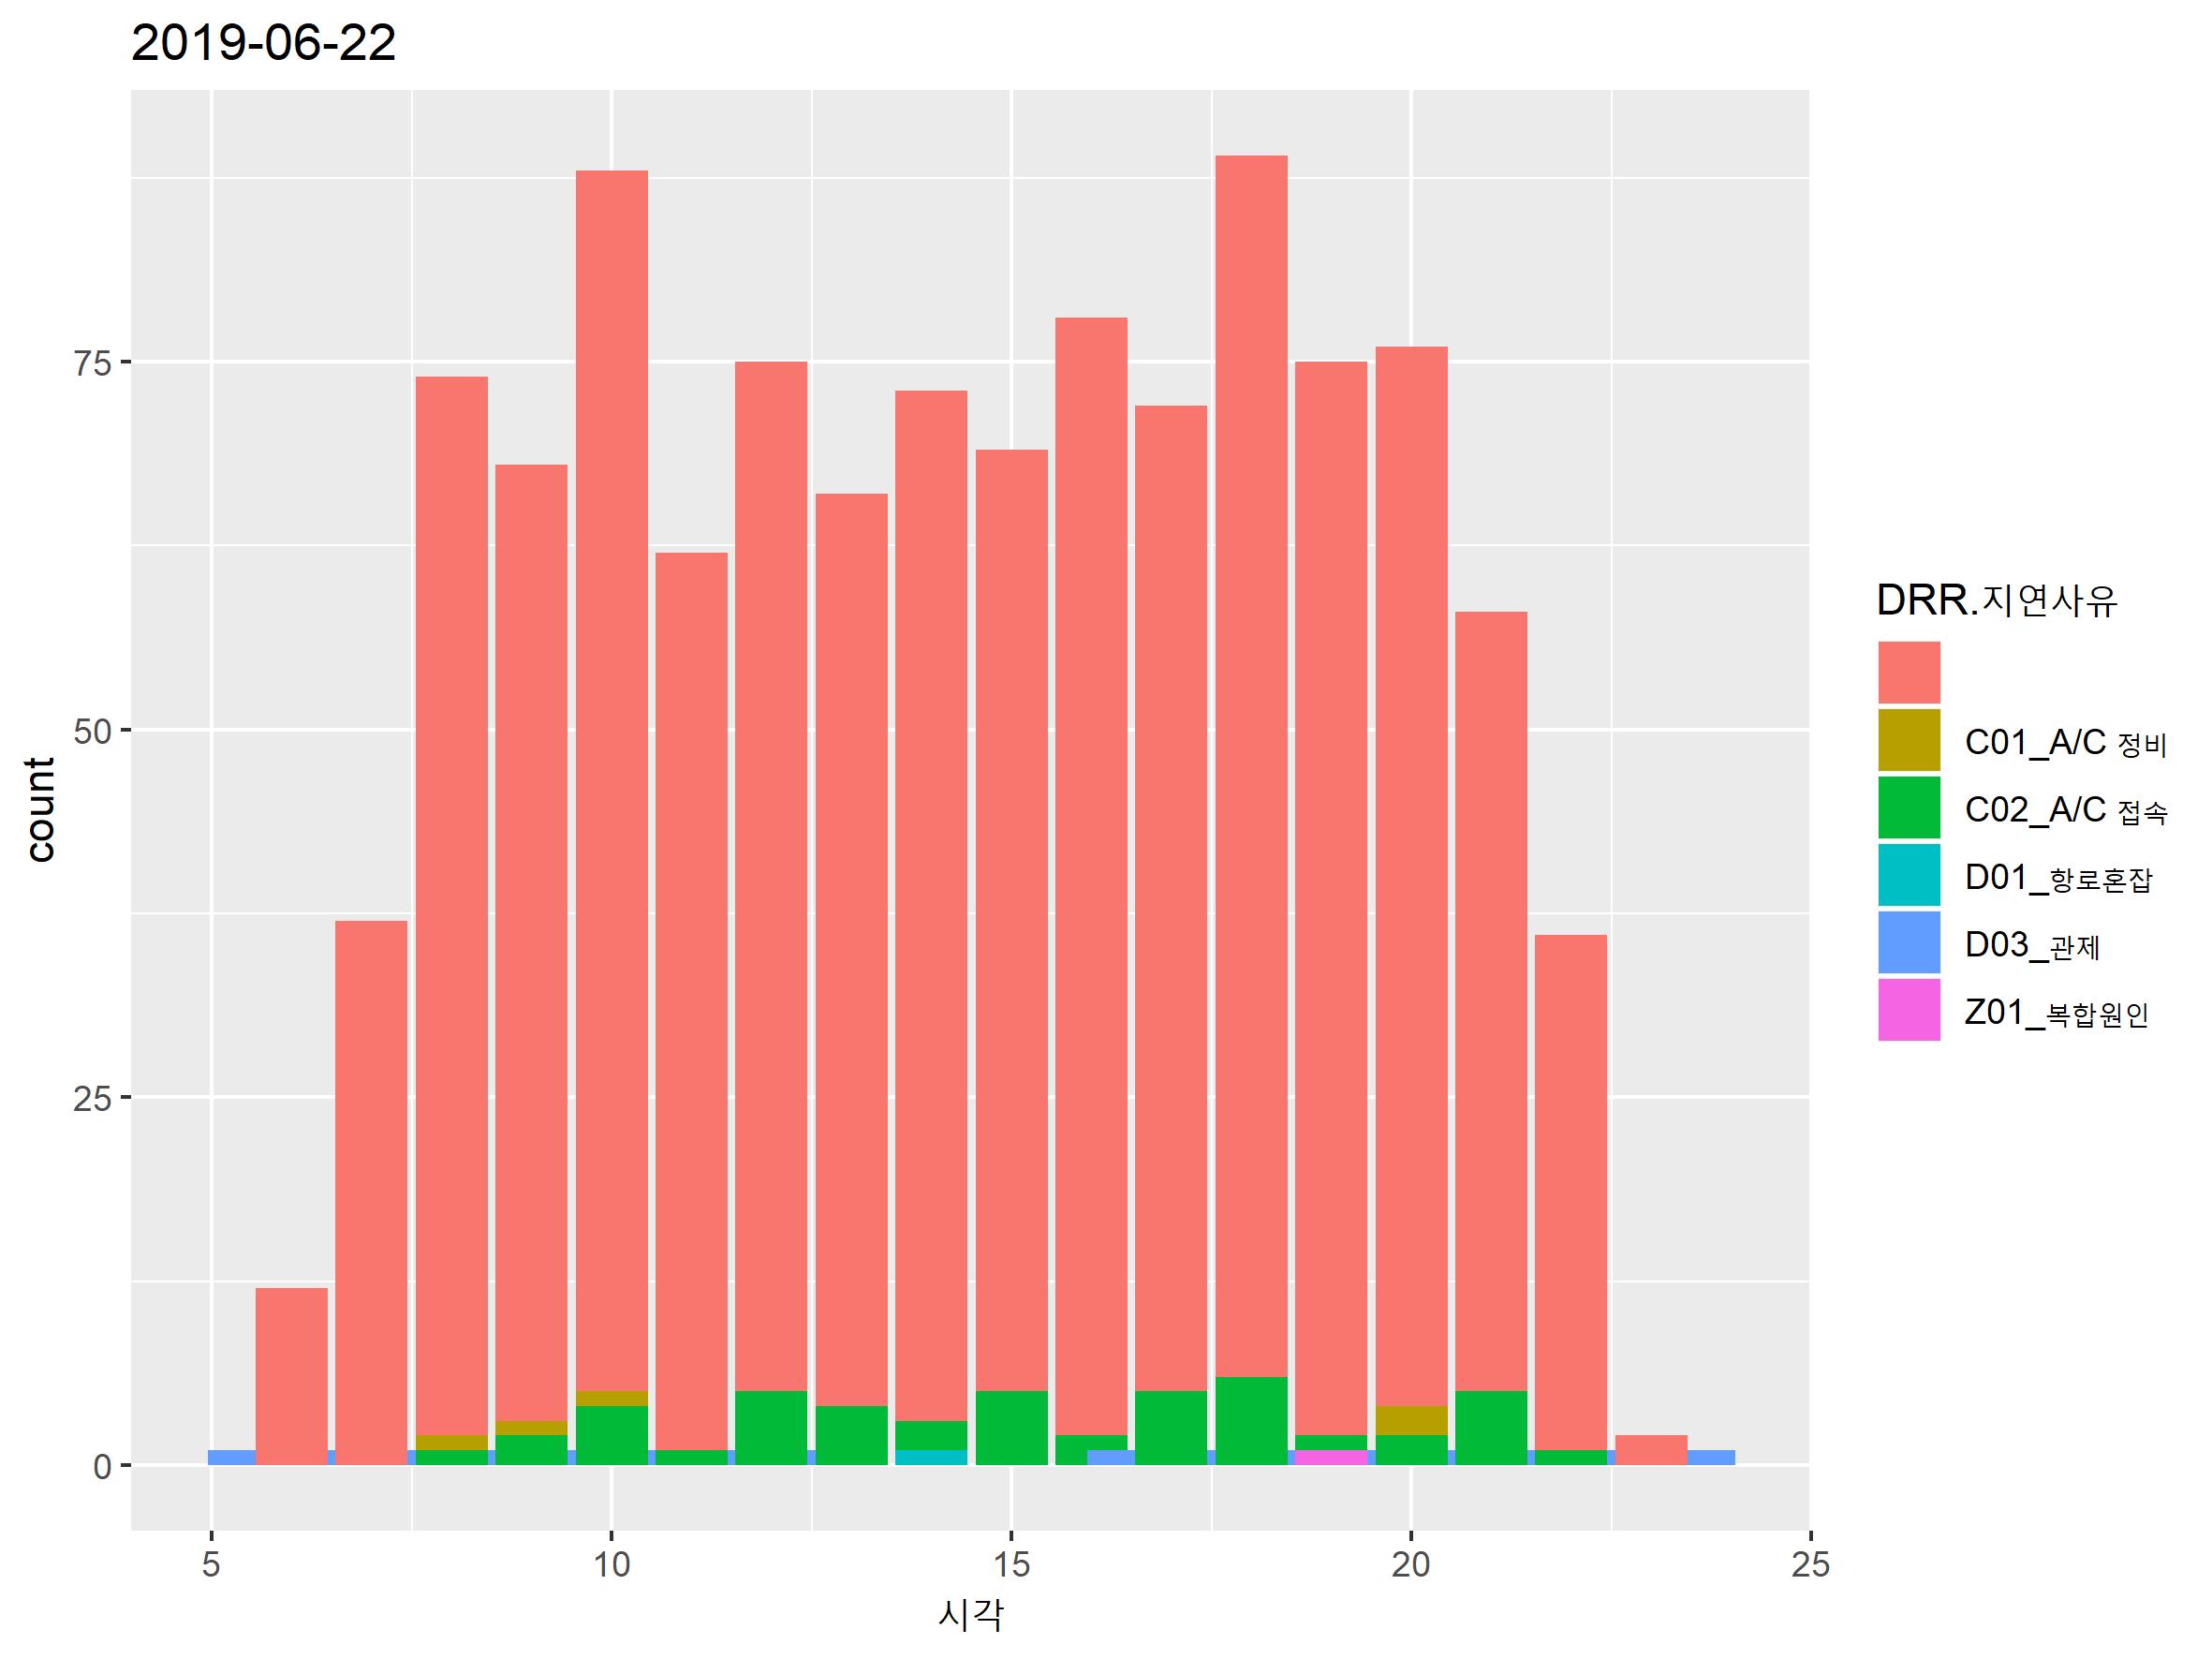 2019-06-22
count
75
50
25
0
5 10 15 20 25
시각
DRR.지연사유
C01_A/C 정비
C02_A/C 접속
D01_항로혼잡
D03_관제
Z01_복합원인